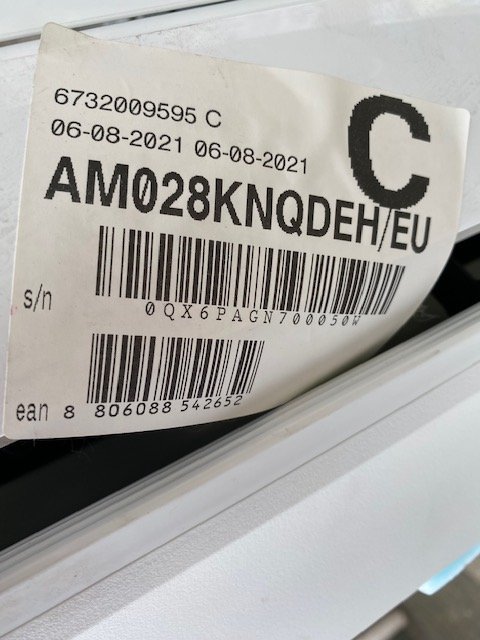 6732009595 C
C
06-08-2021 06-08-2021
AM028KNQDEH/EU
s/n
0QX6PAGN700050W
ean 8 806088 542652